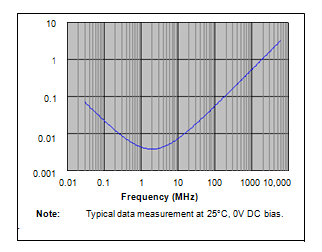 10
1
0.1
0.01
0.001
0.01 0.1 1 10 100 1000 10,000
Frequency (MHz)
Note: Typical data measurement at 25°C, 0V DC bias.